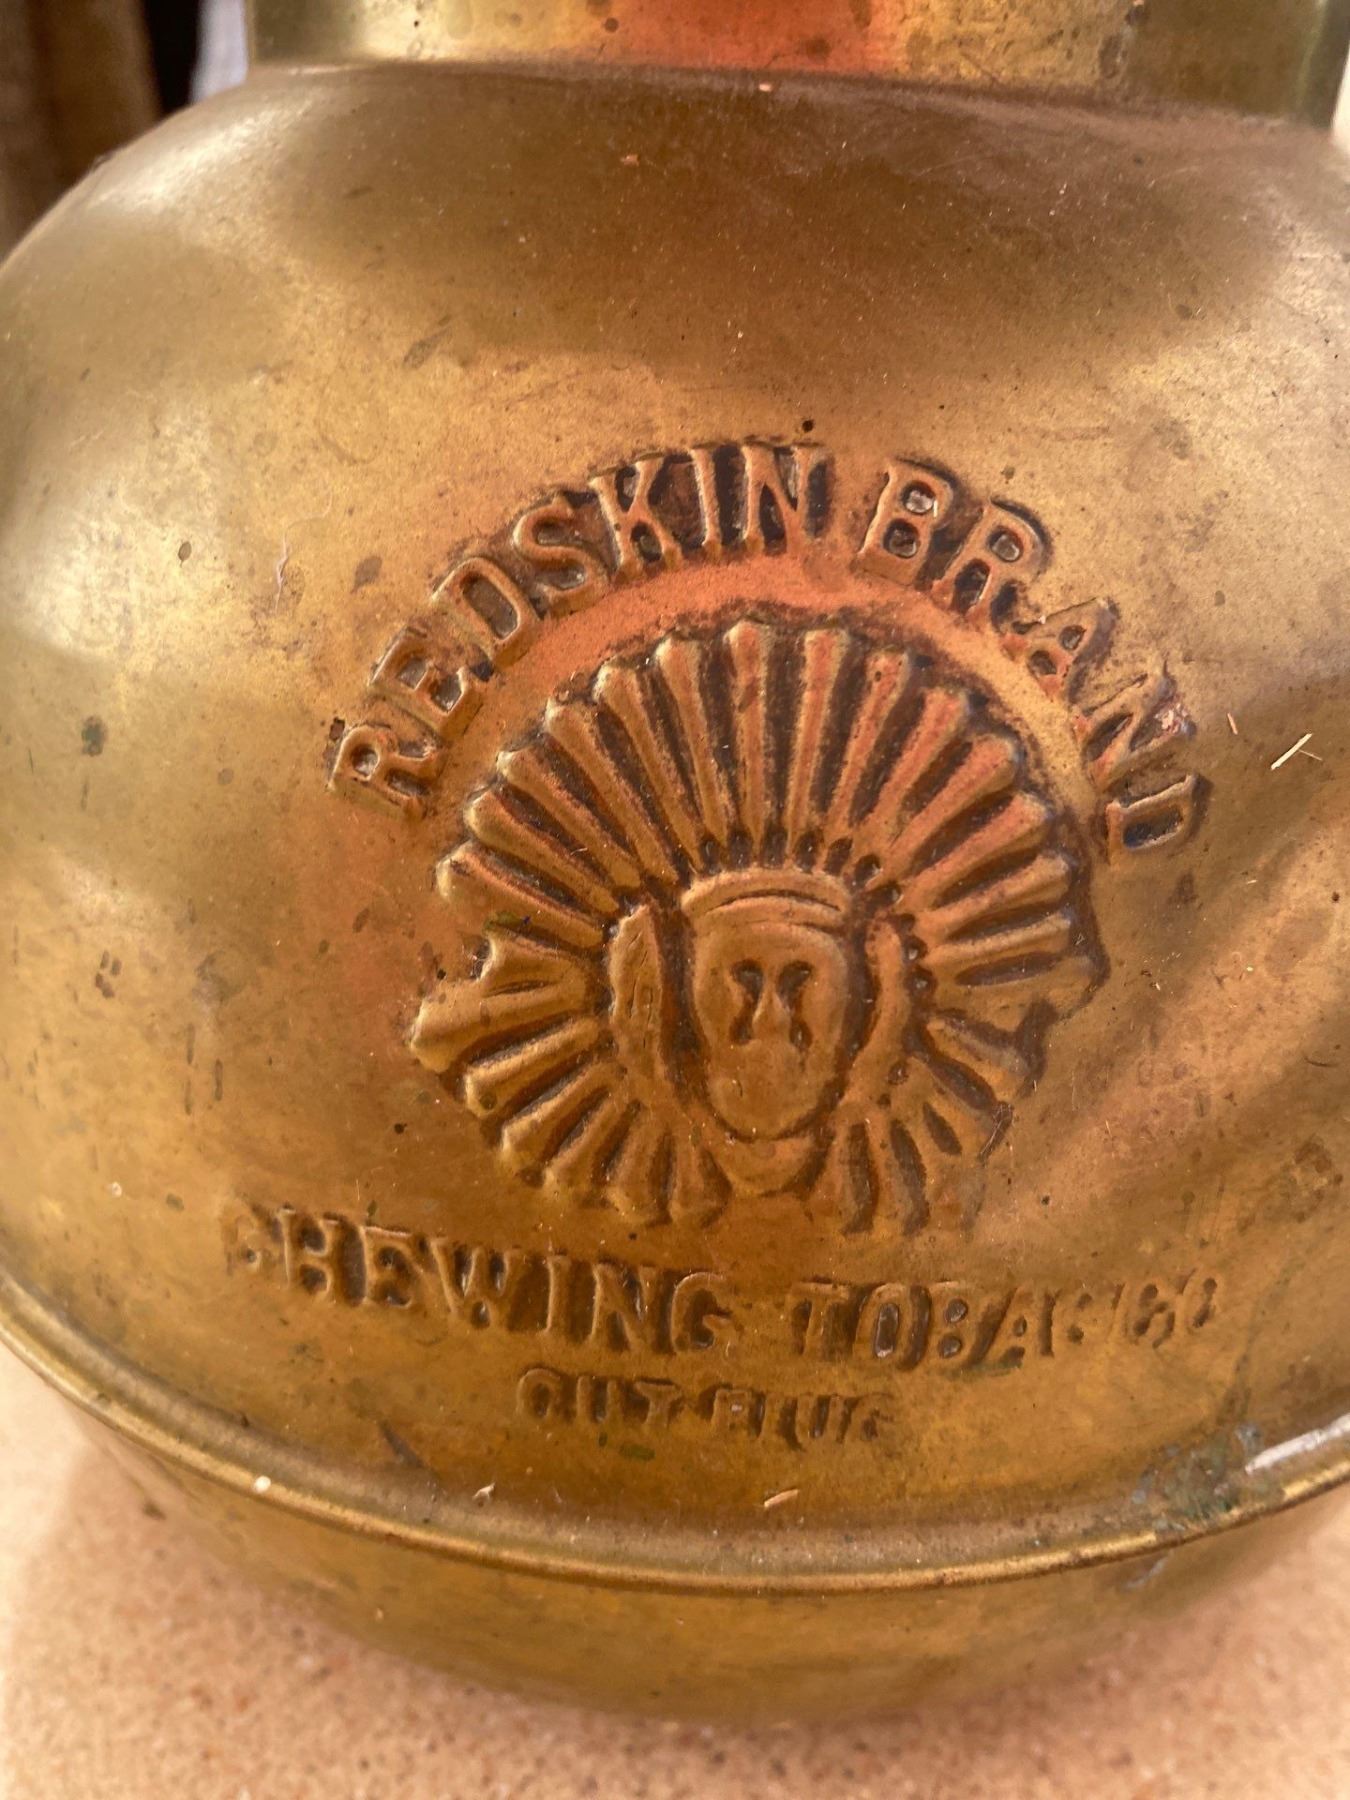 REDSKIN BRAND
CHEWING TOBACCO
CUT PLUG